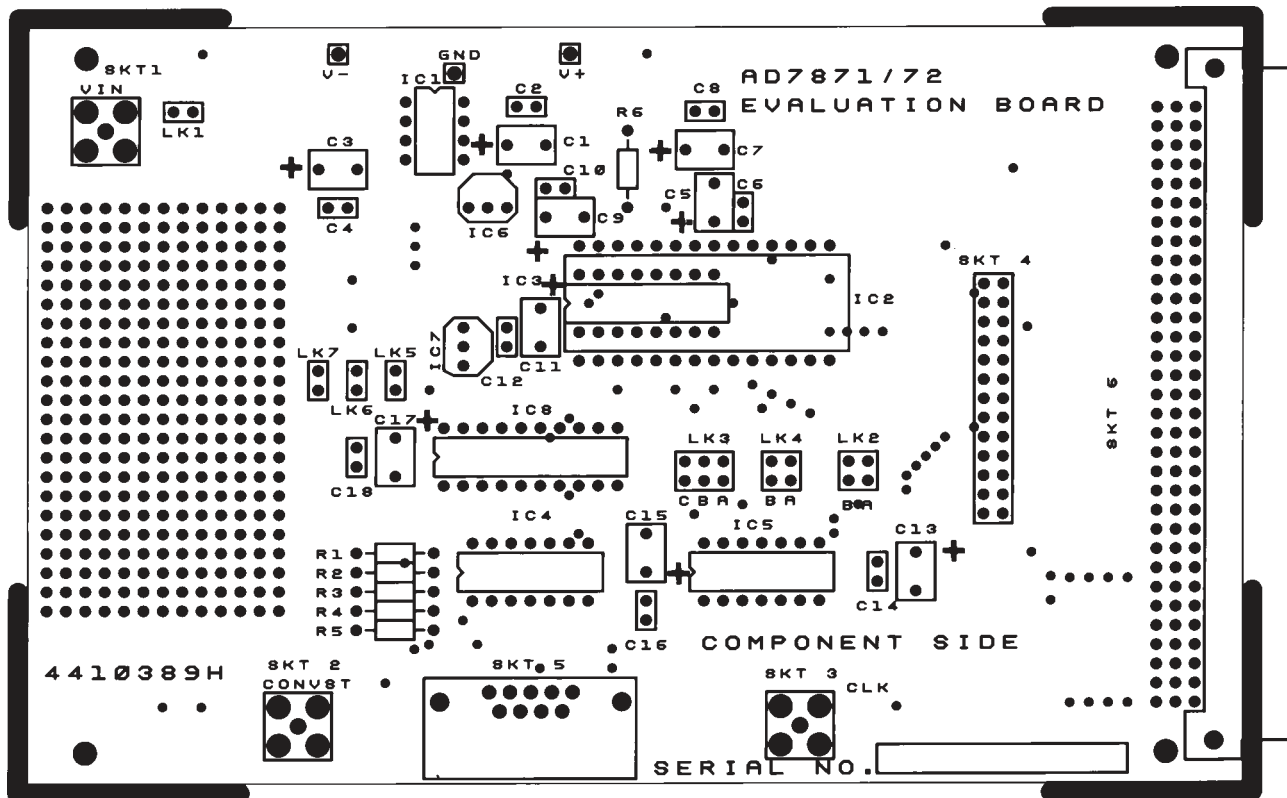 V-
GND
V+
SKT1
VIN
LK1
IC1
C2
C1
R6
C8
AD7871/72
EVALUATION BOARD
C3
C7
C10
C5
C6
C4
IC6
C9
IC3
IC2
SKT 4
IC7
LK7
LK5
C12
C11
LK6
C17
IC8
SKT 6
LK3
LK4
LK2
C18
C B A
B A
B A
IC4
C15
IC5
C13
R1
R2
R3
R4
R5
C14
C16
COMPONENT SIDE
4410389H
SKT 2
CONVST
SKT 5
SKT 3
CLK
SERIAL NO.